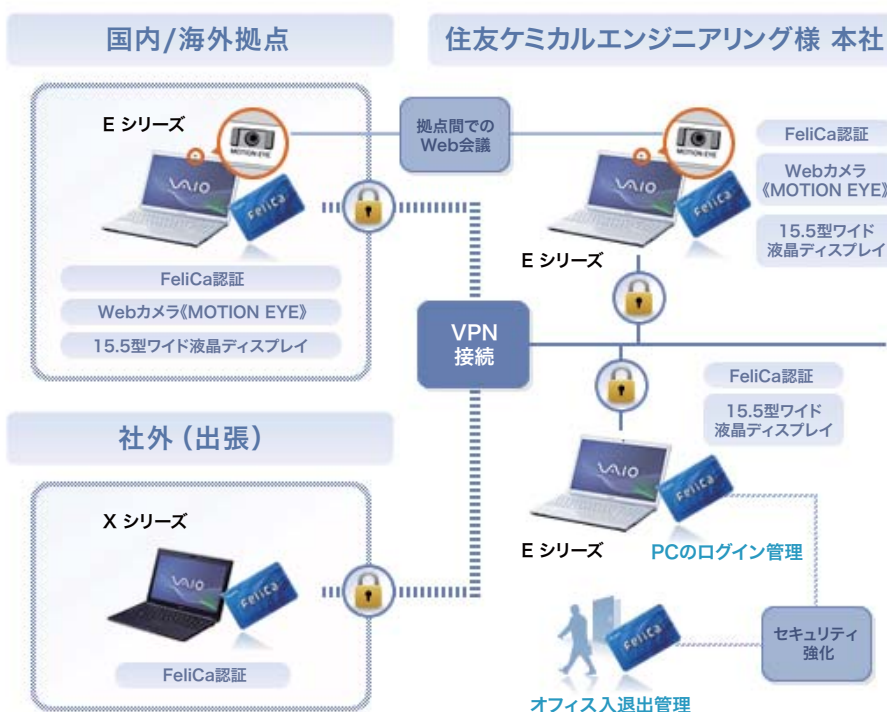 国内/海外拠点
住友ケミカルエンジニアリング様 本社
E シリーズ
MOTION EYE
VAIO
FeliCa
FeliCa認証
Webカメラ《MOTION EYE》
15.5型ワイド液晶ディスプレイ
拠点間での
Web会議
MOTION EYE
VAIO
FeliCa
E シリーズ
FeliCa認証
Webカメラ
《MOTION EYE》
15.5型ワイド
液晶ディスプレイ
VPN
接続
社外（出張）
X シリーズ
VAIO
FeliCa
FeliCa認証
FeliCa認証
15.5型ワイド
液晶ディスプレイ
VAIO
FeliCa
E シリーズ
PCのログイン管理
FeliCa
オフィス入退出管理
セキュリティ
強化